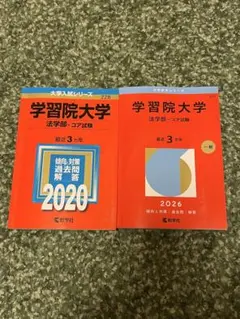 大学入試シリーズ
学習院大学
法学部-コア試験
最近3カ年
傾向と対策
過去問
解答
2020
教学社
学習院大学
法学部-コア試験
最近3カ年
一般
2026
教学社